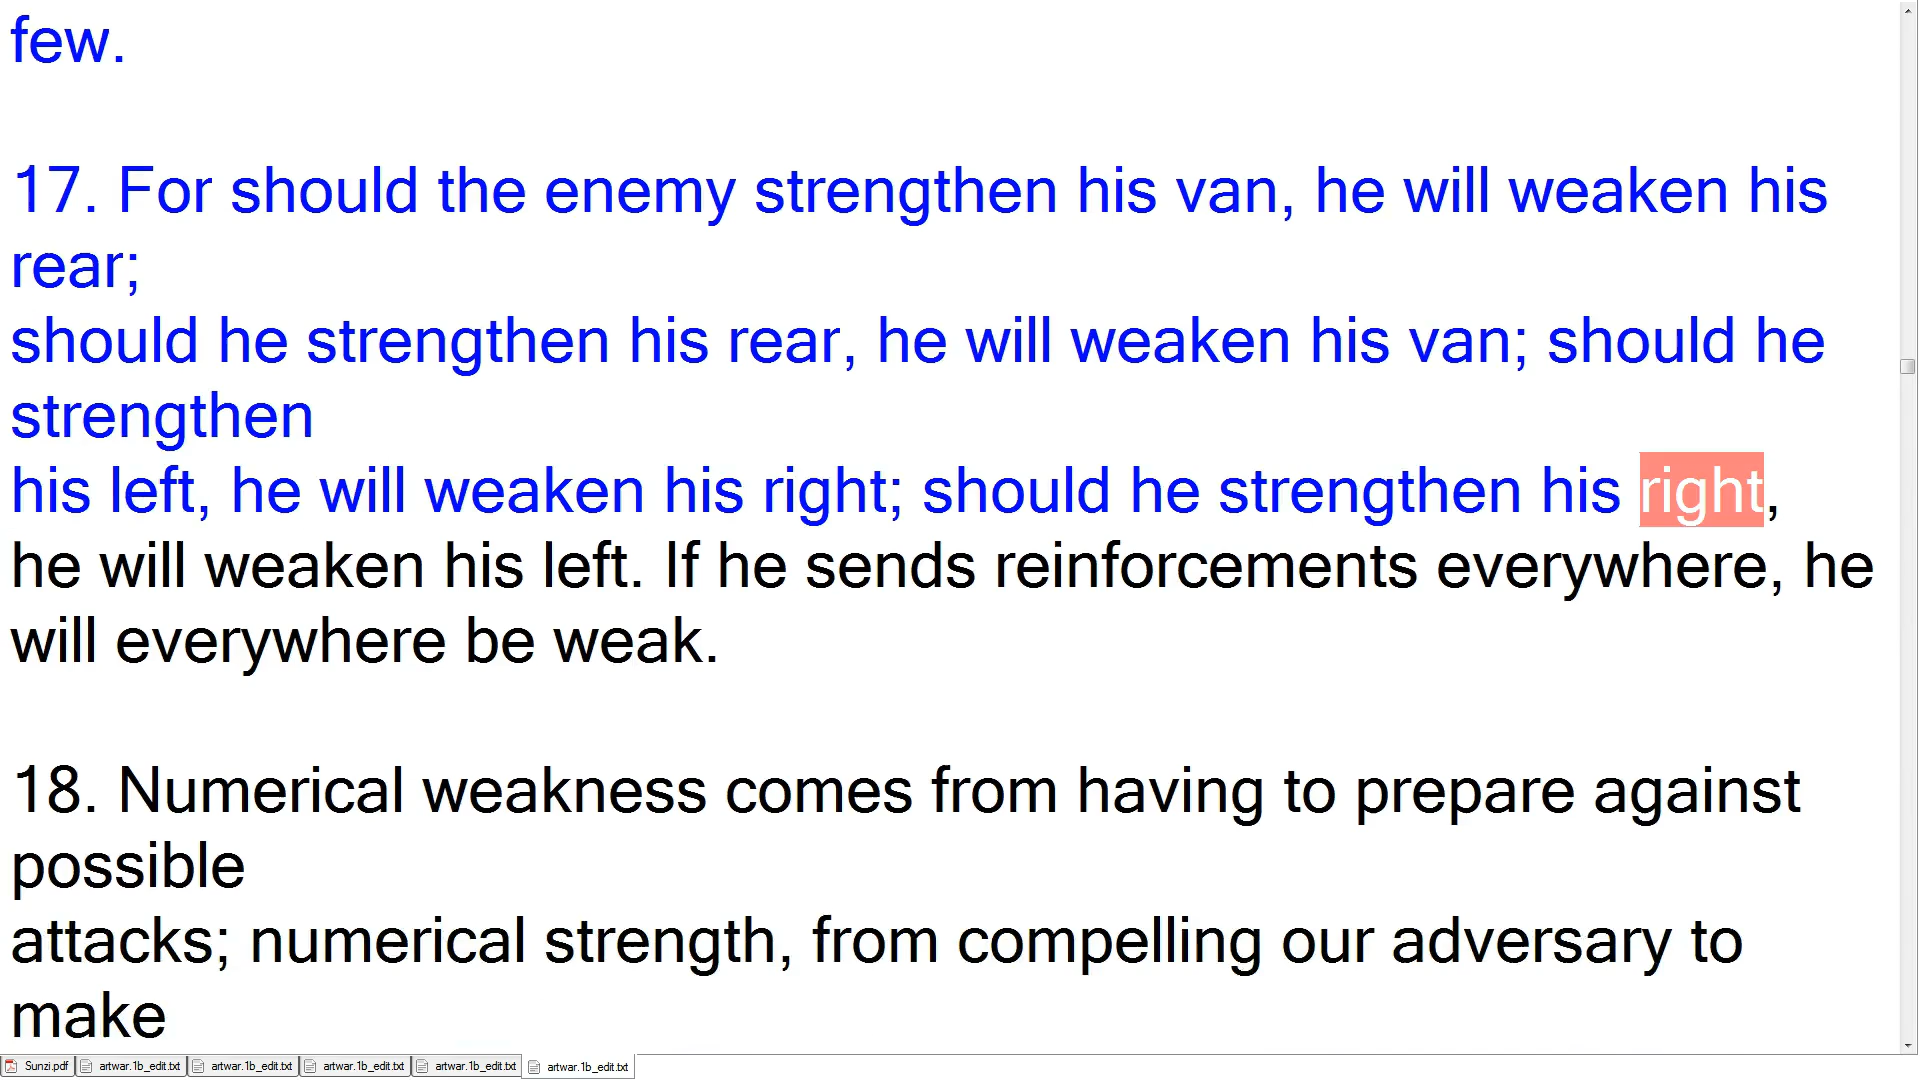 few.
17. For should the enemy strengthen his van, he will weaken his
rear;
should he strengthen his rear, he will weaken his van; should he
strengthen
his left, he will weaken his right; should he strengthen his right,
he will weaken his left. If he sends reinforcements everywhere, he
will everywhere be weak.
18. Numerical weakness comes from having to prepare against
possible
attacks; numerical strength, from compelling our adversary to
make
Sunzi.pdf artwar.1b_edit.txt artwar.1b_edit.txt artwar.1b_edit.txt artwar.1b_edit.txt artwar.1b_edit.txt